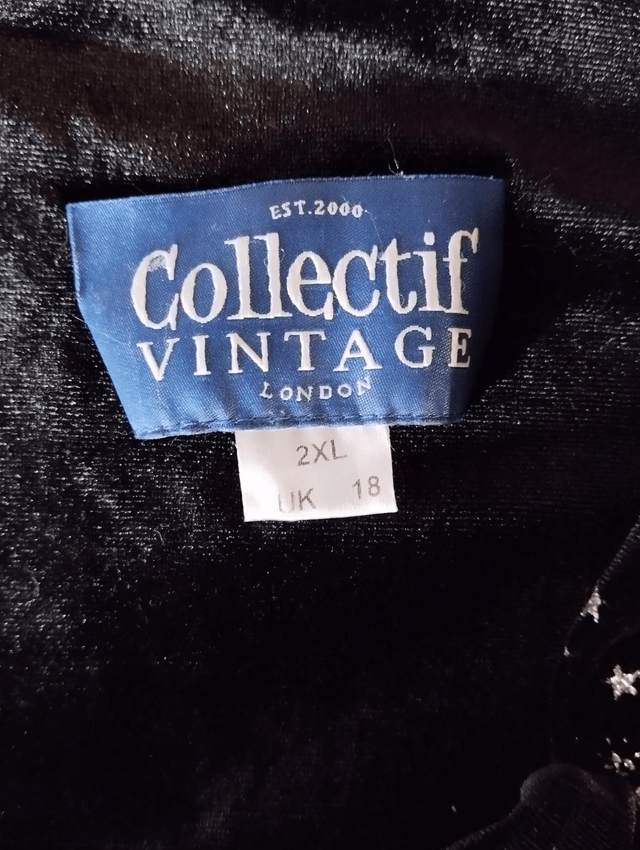 EST.2000
Collectif
VINTAGE
LONDON
2XL
UK 18